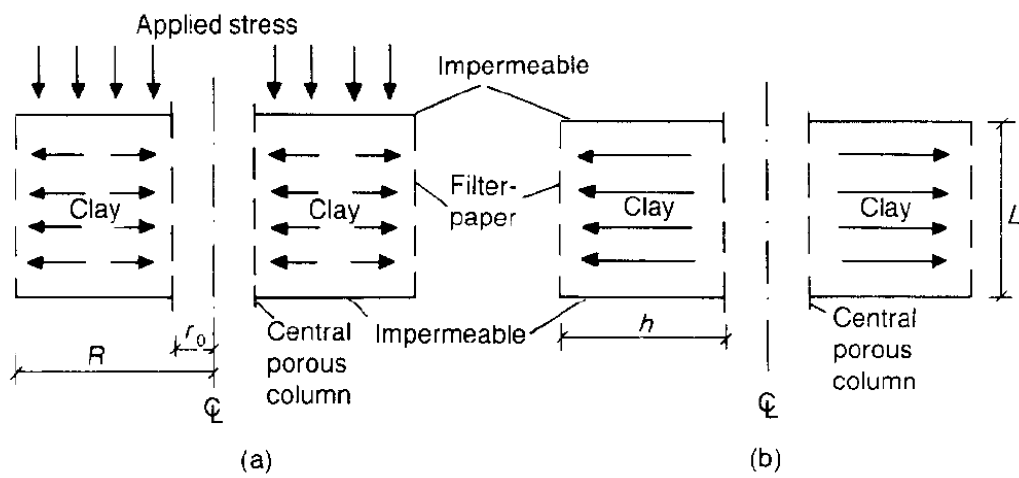 Applied stress
Impermeable
Clay
Clay
Filter-
paper
Clay
Clay
L
r₀
R
Central
porous
column
Impermeable
h
Central
porous
column
℄
℄
(a)
(b)